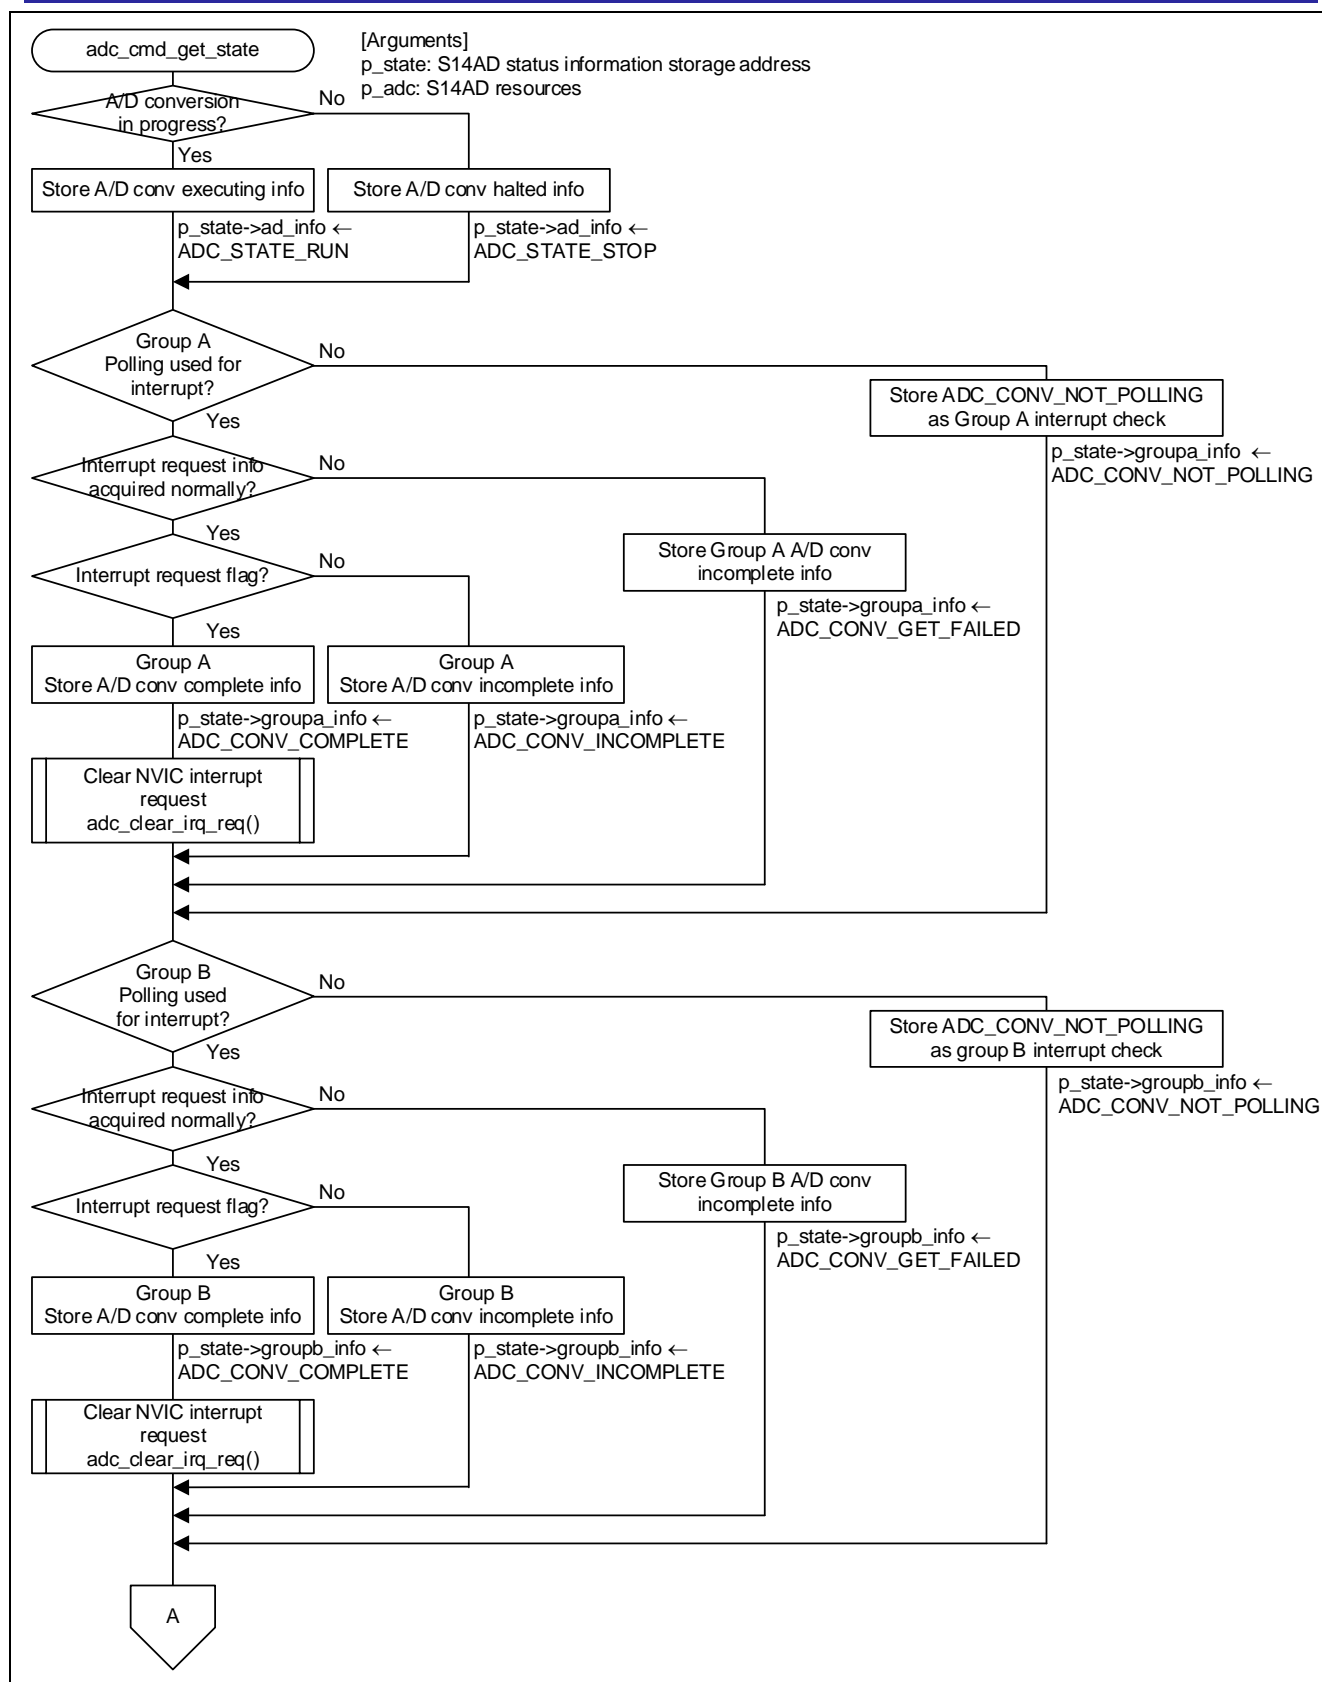 adc_cmd_get_state
[Arguments]
p_state: S14AD status information storage address
p_adc: S14AD resources
A/D conversion
in progress?
No
Yes
Store A/D conv executing info
Store A/D conv halted info
p_state->ad_info ←
ADC_STATE_RUN
p_state->ad_info ←
ADC_STATE_STOP
Group A
Polling used for
interrupt?
No
Yes
Store ADC_CONV_NOT_POLLING
as Group A interrupt check
p_state->groupa_info ←
ADC_CONV_NOT_POLLING
Interrupt request info
acquired normally?
No
Yes
Store Group A A/D conv
incomplete info
p_state->groupa_info ←
ADC_CONV_GET_FAILED
Interrupt request flag?
No
Yes
Group A
Store A/D conv complete info
Group A
Store A/D conv incomplete info
p_state->groupa_info ←
ADC_CONV_COMPLETE
p_state->groupa_info ←
ADC_CONV_INCOMPLETE
Clear NVIC interrupt
request
adc_clear_irq_req()
Group B
Polling used
for interrupt?
No
Yes
Store ADC_CONV_NOT_POLLING
as group B interrupt check
p_state->groupb_info ←
ADC_CONV_NOT_POLLING
Interrupt request info
acquired normally?
No
Yes
Store Group B A/D conv
incomplete info
p_state->groupb_info ←
ADC_CONV_GET_FAILED
Interrupt request flag?
No
Yes
Group B
Store A/D conv complete info
Group B
Store A/D conv incomplete info
p_state->groupb_info ←
ADC_CONV_COMPLETE
p_state->groupb_info ←
ADC_CONV_INCOMPLETE
Clear NVIC interrupt
request
adc_clear_irq_req()
A